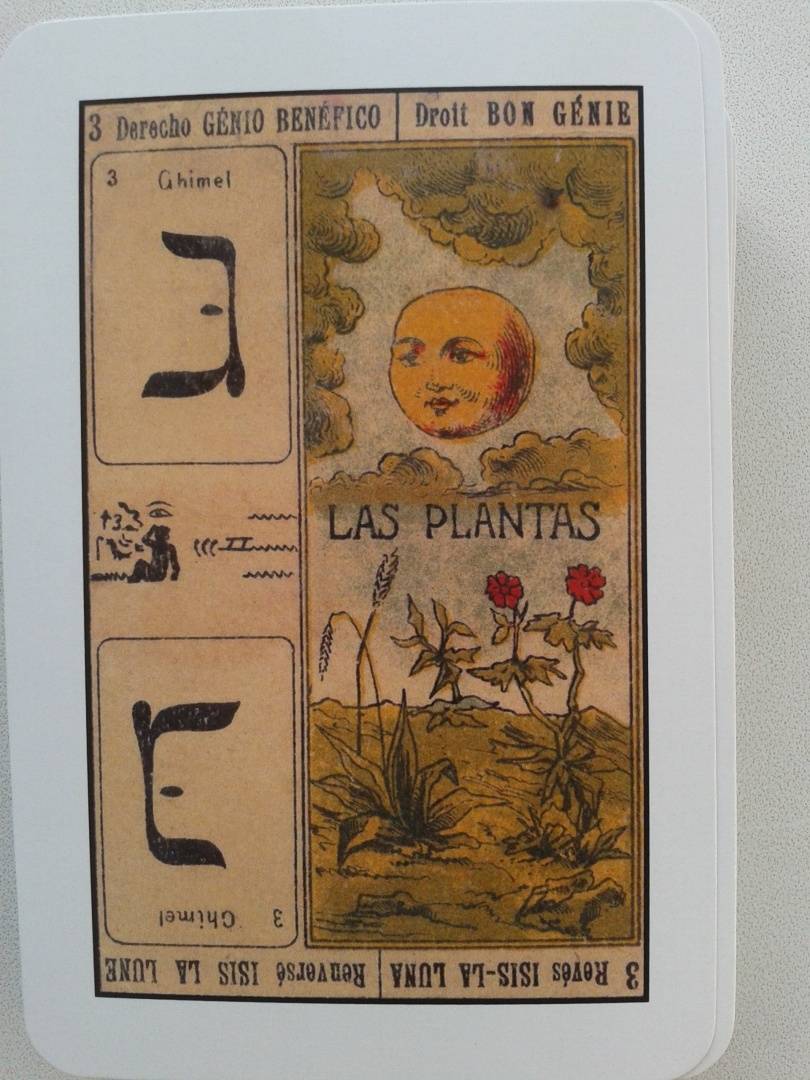 3 Derecho GÉNIO BENÉFICO
Droit BON GÉNIE
3 Ghimel
גּ
LAS PLANTAS
גּ
3 Ghimel
3 Revés ISIS-LA LUNA
Renversé ISIS LA LUNE